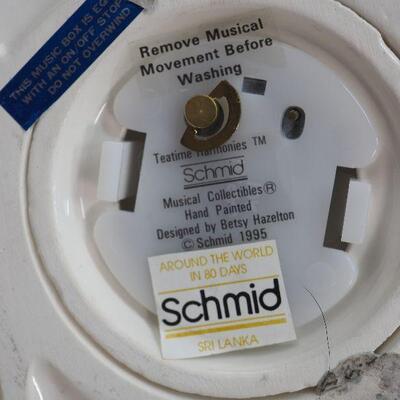 THIS MUSIC BOX IS
WITH AN ON/OFF STOP
DO NOT OVERWIND
Remove Musical
Movement Before
Washing
Teatime Harmonies ™
Schmid
Musical Collectibles®
Hand Painted
Designed by Betsy Hazelton
© Schmid 1995
AROUND THE WORLD
IN 80 DAYS
Schmid
SRI LANKA